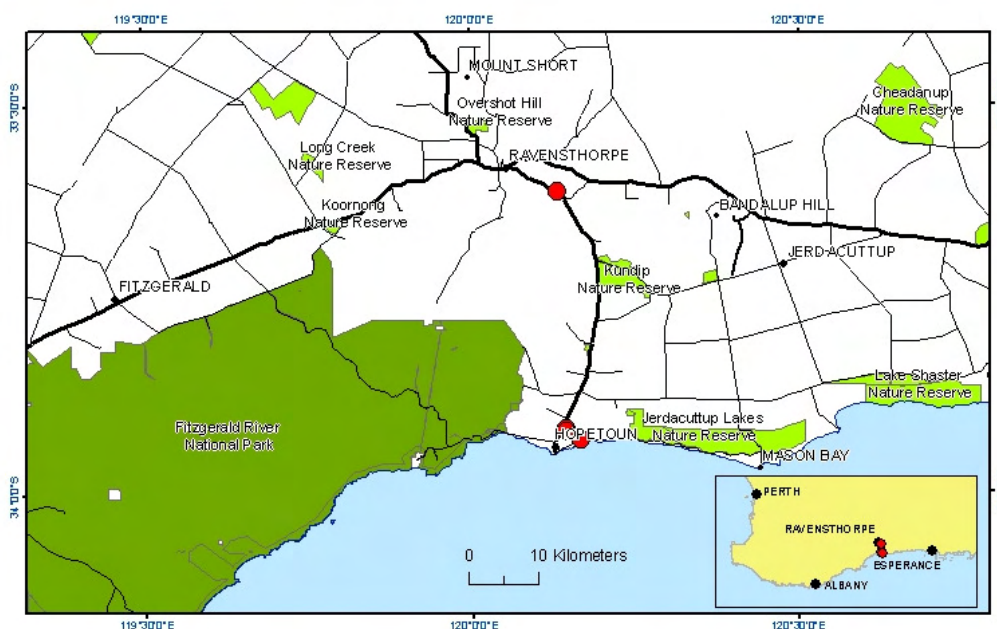 119°30'0"E
120°0'0"E
120°30'0"E
33°30'0"S
MOUNT SHORT
Cheadanup
Nature Reserve
Overshot Hill
Nature Reserve
Long Creek
Nature Reserve
RAVENSTHORPE
Koornong
Nature Reserve
BANDALUP HILL
JERDACUTTUP
Kundip
Nature Reserve
FITZGERALD
Lake Shaster
Nature Reserve
Jerdacuttup Lakes
Nature Reserve
Fitzgerald River
National Park
HOPETOUN
MASON BAY
34°0'0"S
0 10 Kilometers
PERTH
RAVENSTHORPE
ESPERANCE
ALBANY
119°30'0"E
120°0'0"E
120°30'0"E